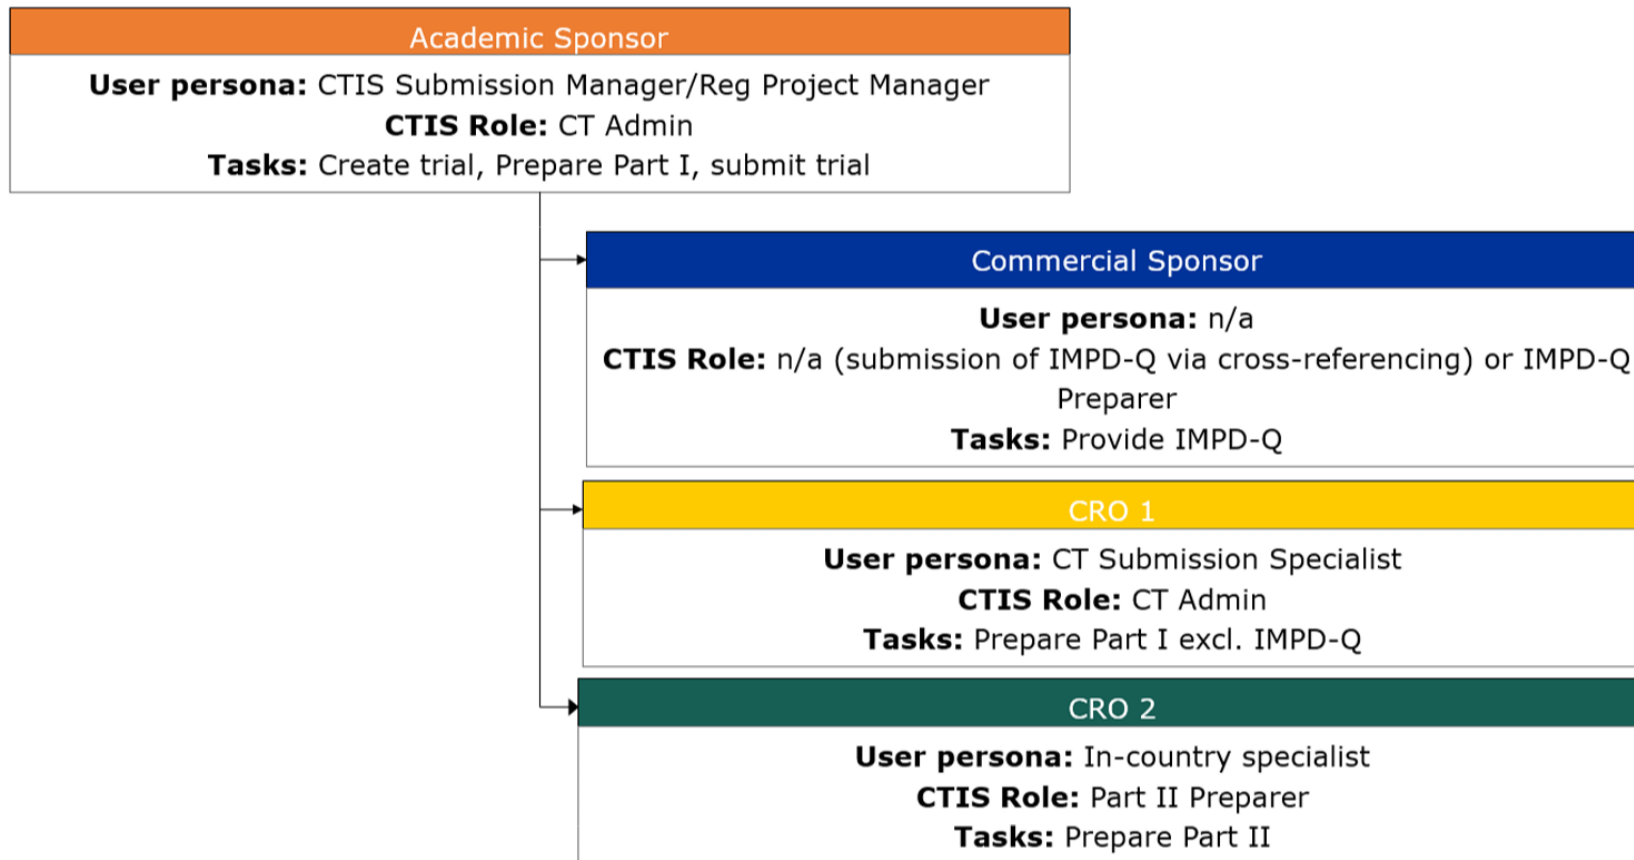 Academic Sponsor
User persona: CTIS Submission Manager/Reg Project Manager
CTIS Role: CT Admin
Tasks: Create trial, Prepare Part I, submit trial
Commercial Sponsor
User persona: n/a
CTIS Role: n/a (submission of IMPD-Q via cross-referencing) or IMPD-Q
Preparer
Tasks: Provide IMPD-Q
CRO 1
User persona: CT Submission Specialist
CTIS Role: CT Admin
Tasks: Prepare Part I excl. IMPD-Q
CRO 2
User persona: In-country specialist
CTIS Role: Part II Preparer
Tasks: Prepare Part II